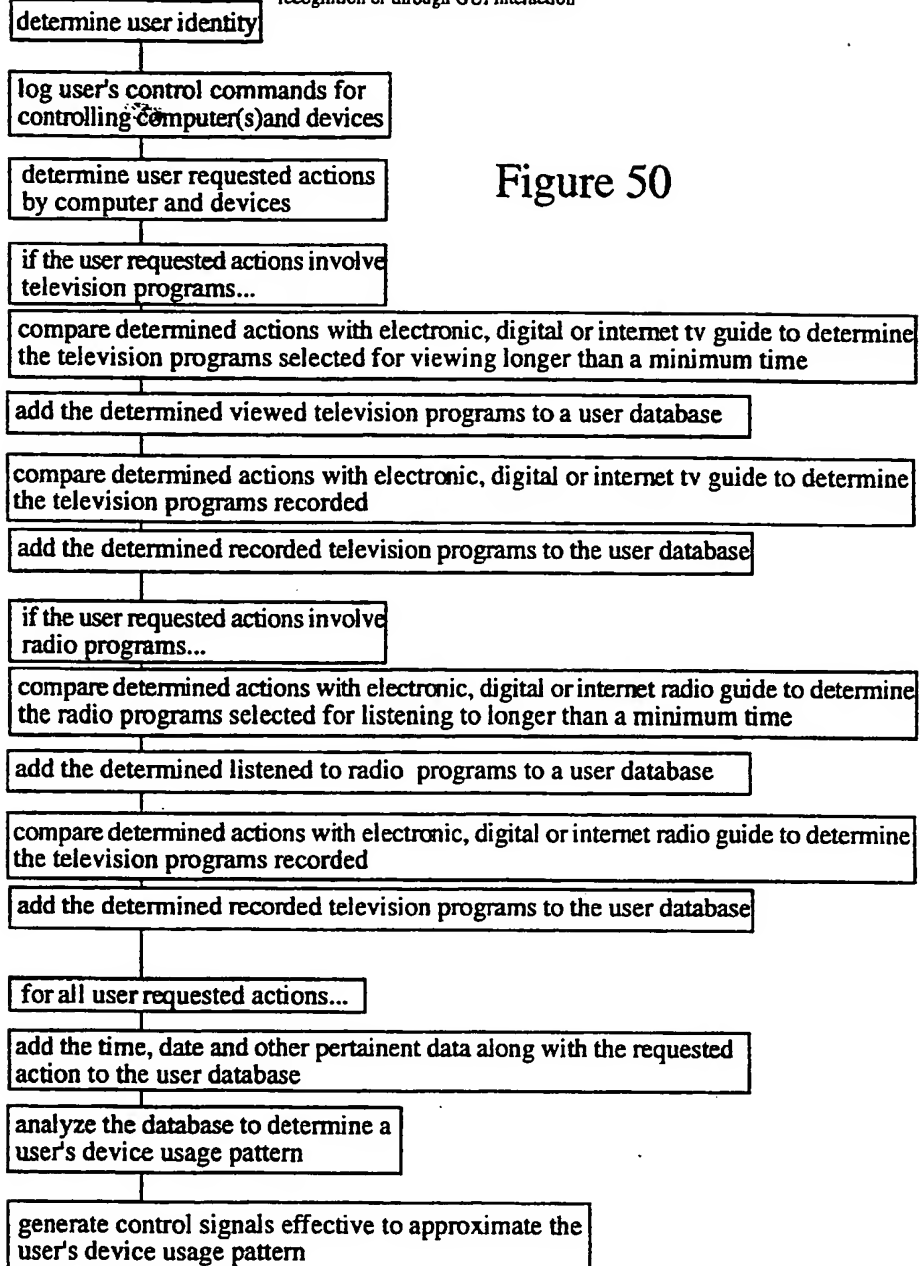 recognition or through GUI interaction
determine user identity
log user's control commands for
controlling computer(s)and devices
Figure 50
determine user requested actions
by computer and devices
if the user requested actions involve
television programs...
compare determined actions with electronic, digital or internet tv guide to determine
the television programs selected for viewing longer than a minimum time
add the determined viewed television programs to a user database
compare determined actions with electronic, digital or internet tv guide to determine
the television programs recorded
add the determined recorded television programs to the user database
if the user requested actions involve
radio programs...
compare determined actions with electronic, digital or internet radio guide to determine
the radio programs selected for listening to longer than a minimum time
add the determined listened to radio programs to a user database
compare determined actions with electronic, digital or internet radio guide to determine
the television programs recorded
add the determined recorded television programs to the user database
for all user requested actions...
add the time, date and other pertainent data along with the requested
action to the user database
analyze the database to determine a
user's device usage pattern
generate control signals effective to approximate the
user's device usage pattern